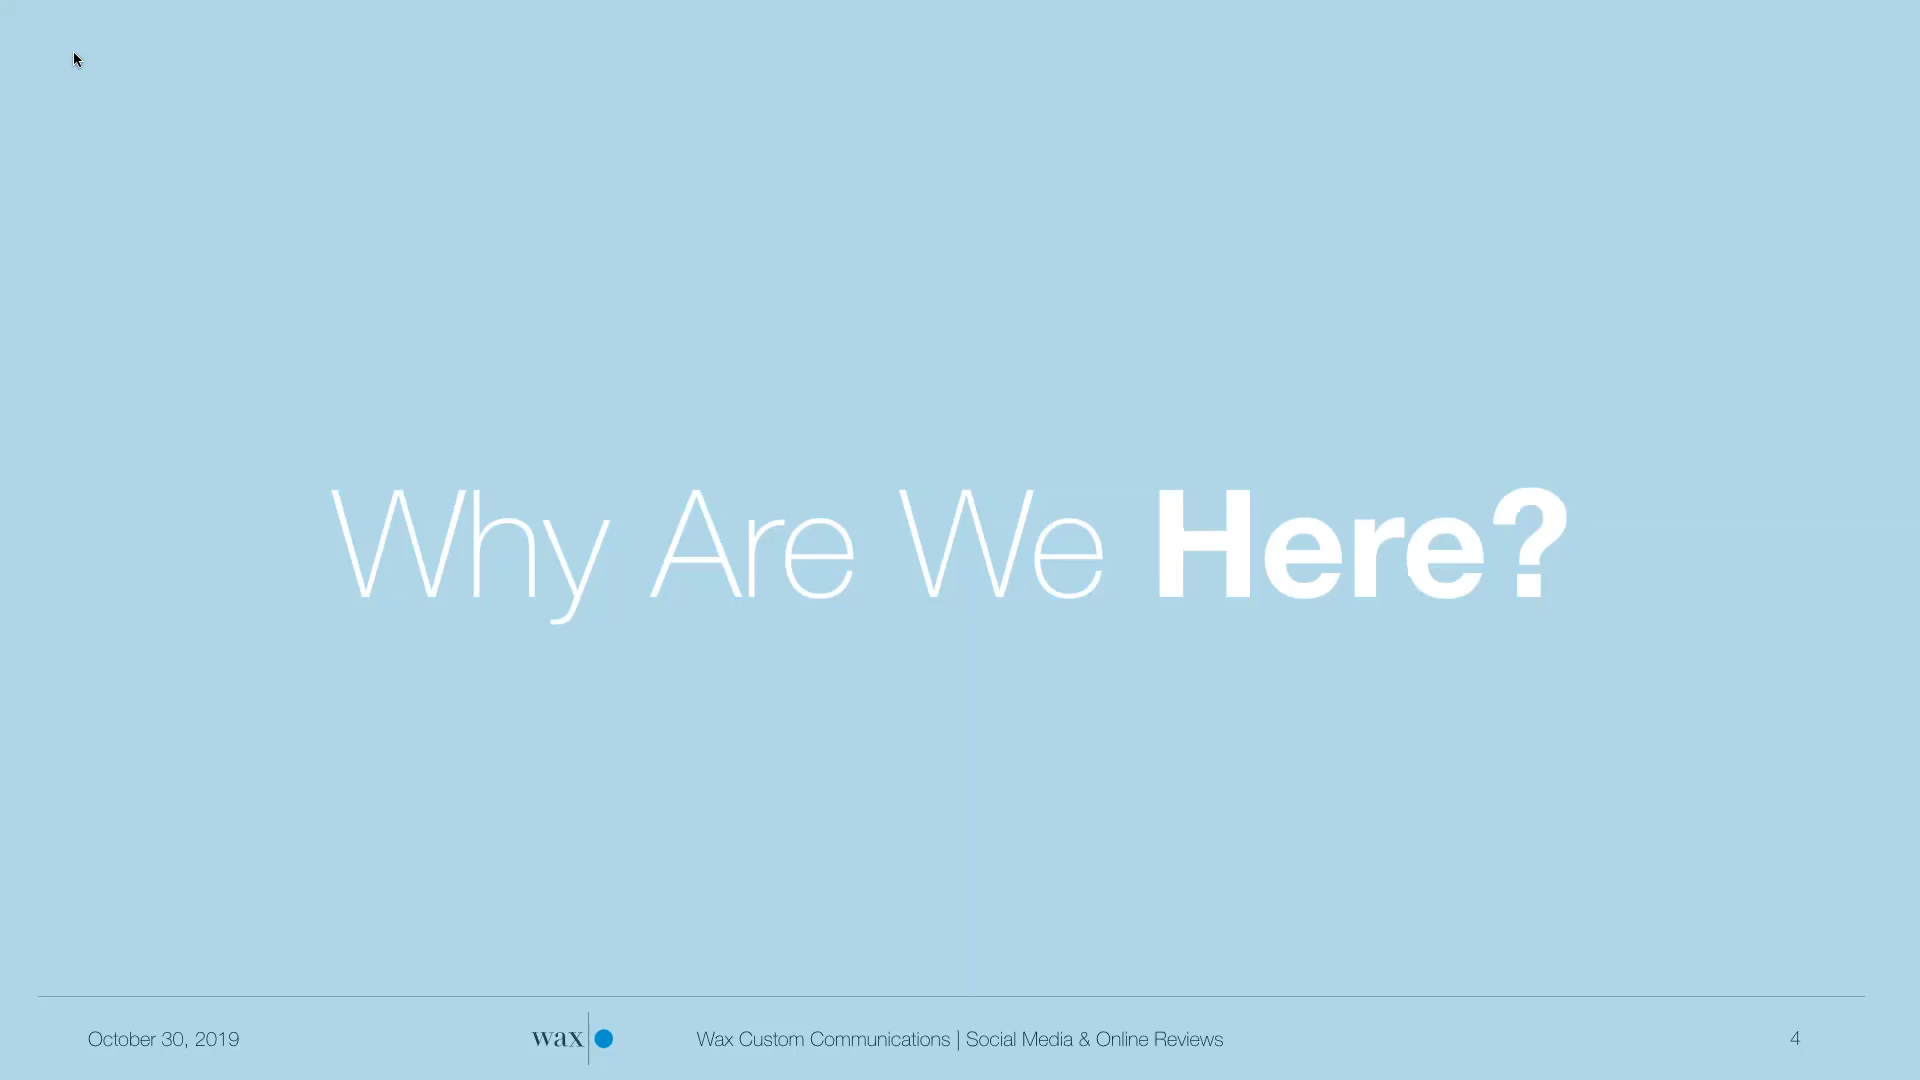 Why Are We Here?
October 30, 2019
wax
Wax Custom Communications | Social Media & Online Reviews
4